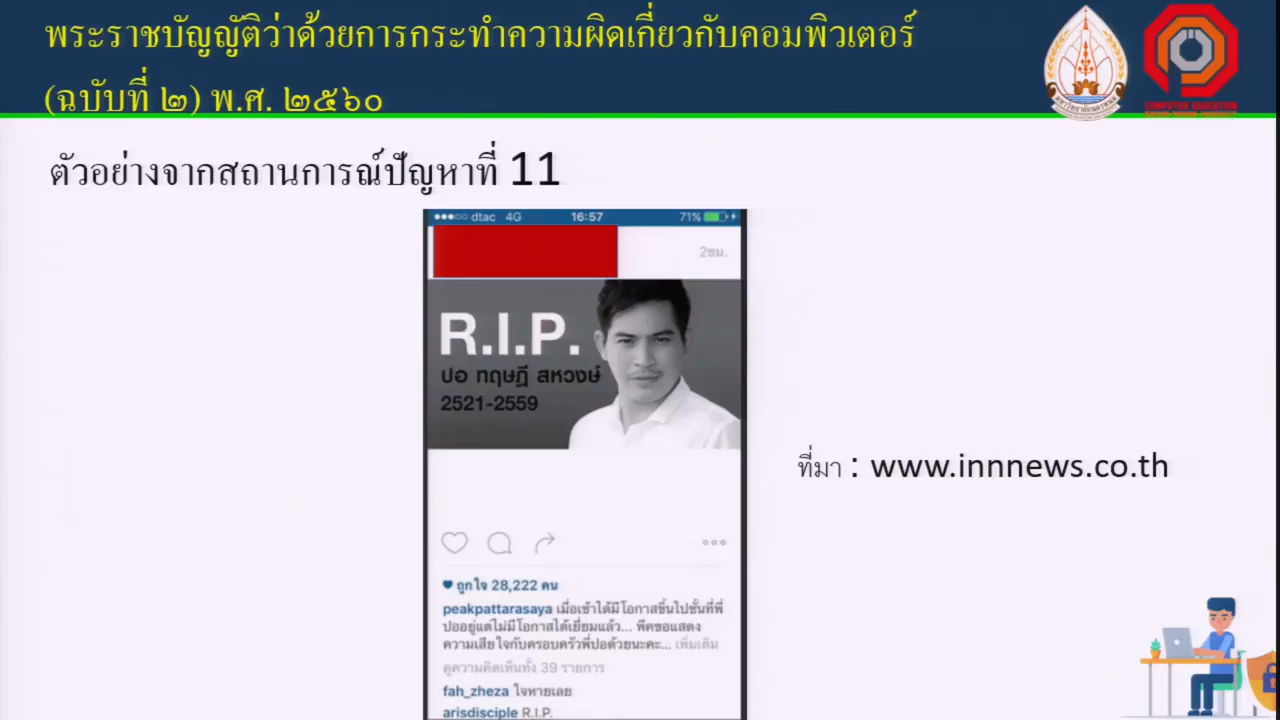 พระราชบัญญัติว่าด้วยการกระทำความผิดเกี่ยวกับคอมพิวเตอร์
(ฉบับที่ ๒) พ.ศ. ๒๕๖๐
COMPUTER EDUCATION
ตัวอย่างจากสถานการณ์ปัญหาที่ 11
dtac 4G 16:57 71%
2ชม.
R.I.P.
ปอ ทฤษฎี สหวงษ์
2521-2559
ที่มา : www.innnews.co.th
ถูกใจ 28,222 คน
peakpattarasaya เมื่อเช้าได้มีโอกาสขึ้นไปชั้นที่พี่
ปออยู่แต่ไม่มีโอกาสได้เยี่ยมแล้ว... พีคขอแสดง
ความเสียใจกับครอบครัวพี่ปอด้วยนะคะ... เพิ่มเติม
ดูความคิดเห็นทั้ง 39 รายการ
fah_zheza ใจหายเลย
arisdisciple R.I.P.